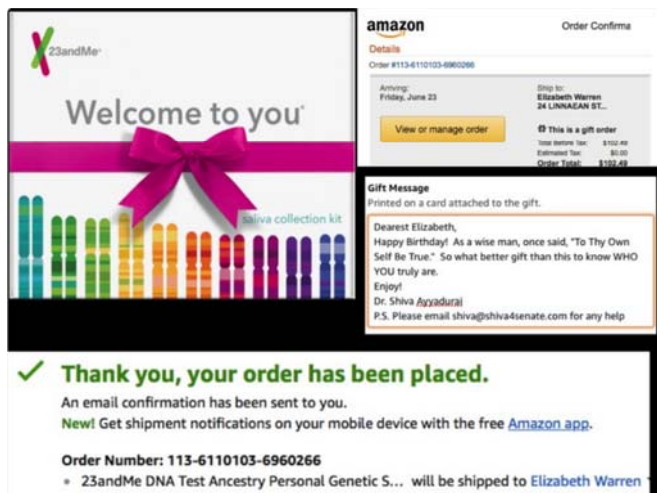 23andMe
Welcome to you
saliva collection kit
amazon
Order Confirma
Details
Order #113-6110103-6960266
Arriving:
Friday, June 23
Ship to:
Elizabeth Warren
24 LINNAEAN ST...
View or manage order
This is a gift order
Total Before Tax: $102.49
Estimated Tax: $0.00
Order Total: $102.49
Gift Message
Printed on a card attached to the gift.
Dearest Elizabeth,
Happy Birthday! As a wise man, once said, "To Thy Own
Self Be True." So what better gift than this to know WHO
YOU truly are.
Enjoy!
Dr. Shiva Ayyadurai
P.S. Please email shiva@shiva4senate.com for any help
Thank you, your order has been placed.
An email confirmation has been sent to you.
New! Get shipment notifications on your mobile device with the free Amazon app.
Order Number: 113-6110103-6960266
• 23andMe DNA Test Ancestry Personal Genetic S... will be shipped to Elizabeth Warren